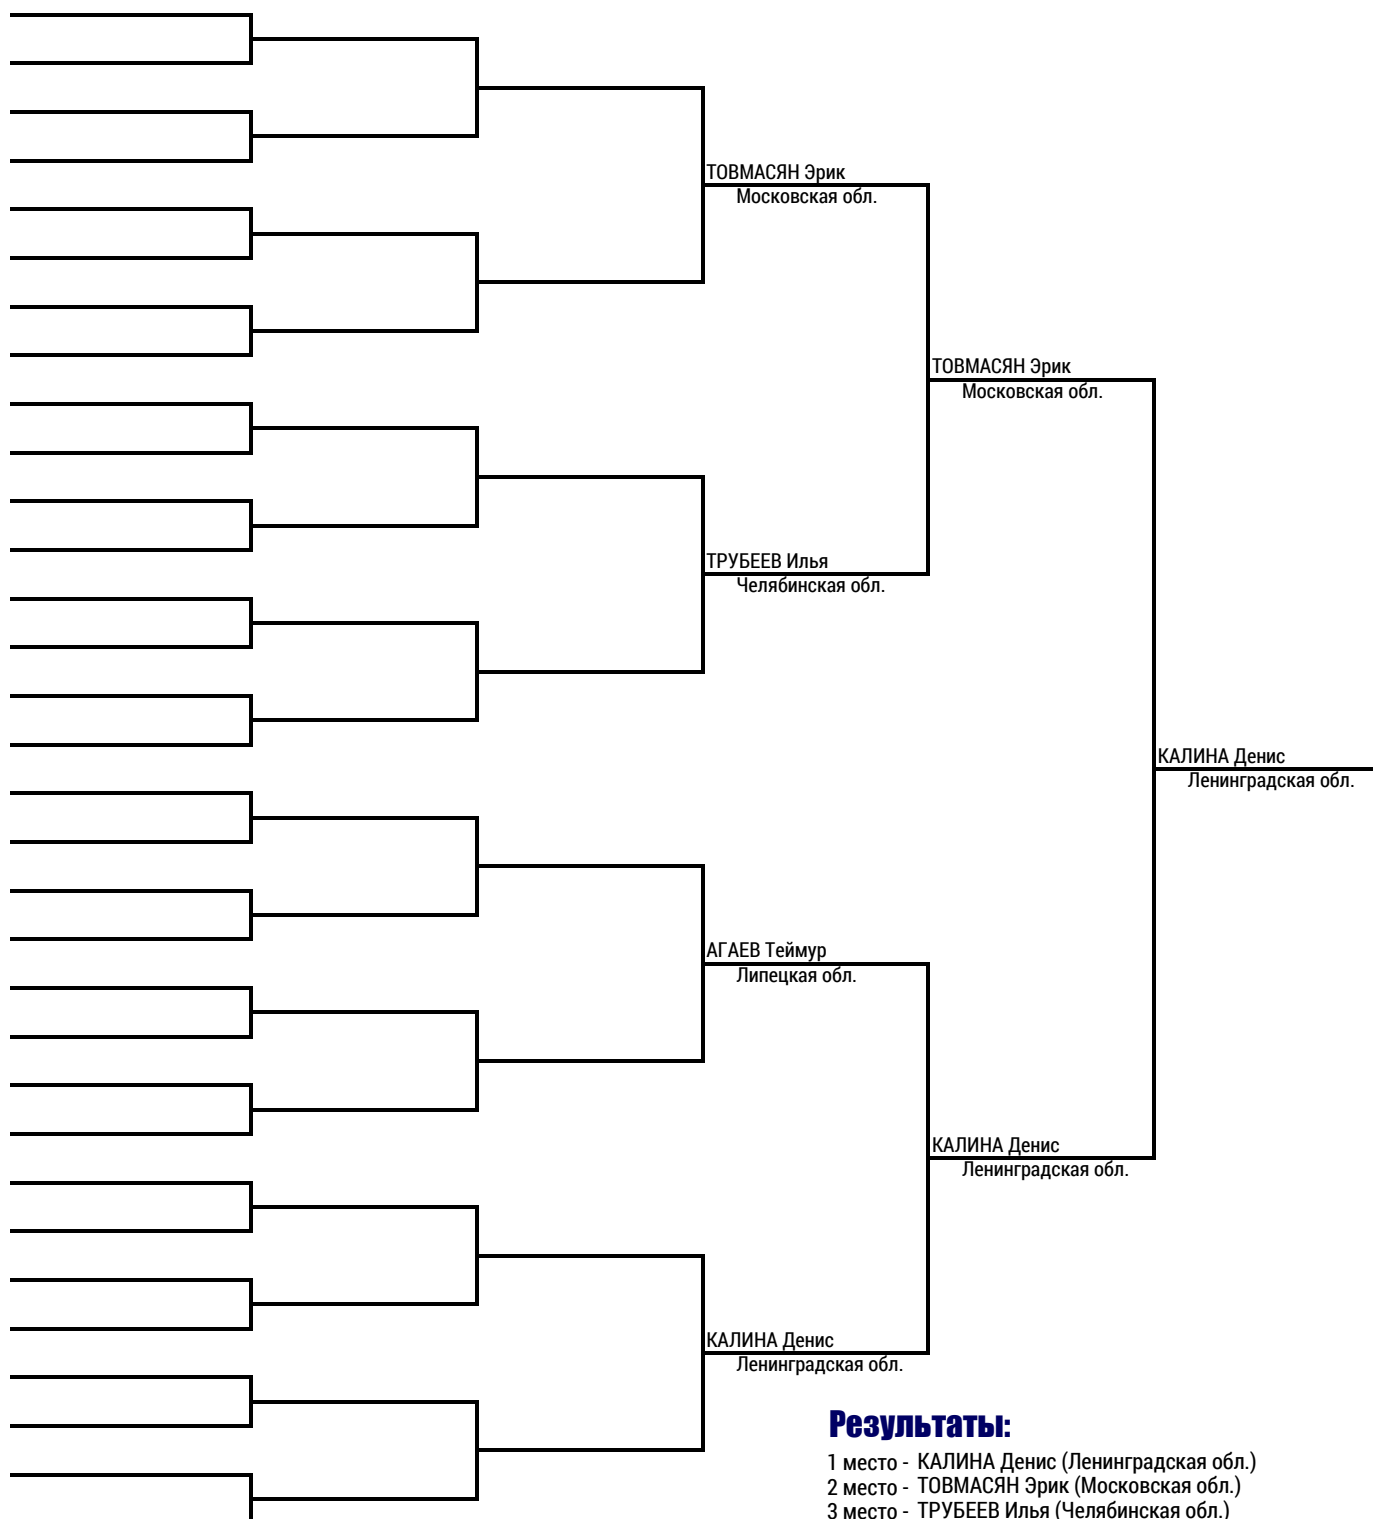 ТОВМАСЯН Эрик
Московская обл.
ТОВМАСЯН Эрик
Московская обл.
ТРУБЕЕВ Илья
Челябинская обл.
КАЛИНА Денис
Ленинградская обл.
АГАЕВ Теймур
Липецкая обл.
КАЛИНА Денис
Ленинградская обл.
КАЛИНА Денис
Ленинградская обл.
Результаты:
1 место - КАЛИНА Денис (Ленинградская обл.)
2 место - ТОВМАСЯН Эрик (Московская обл.)
3 место - ТРУБЕЕВ Илья (Челябинская обл.)